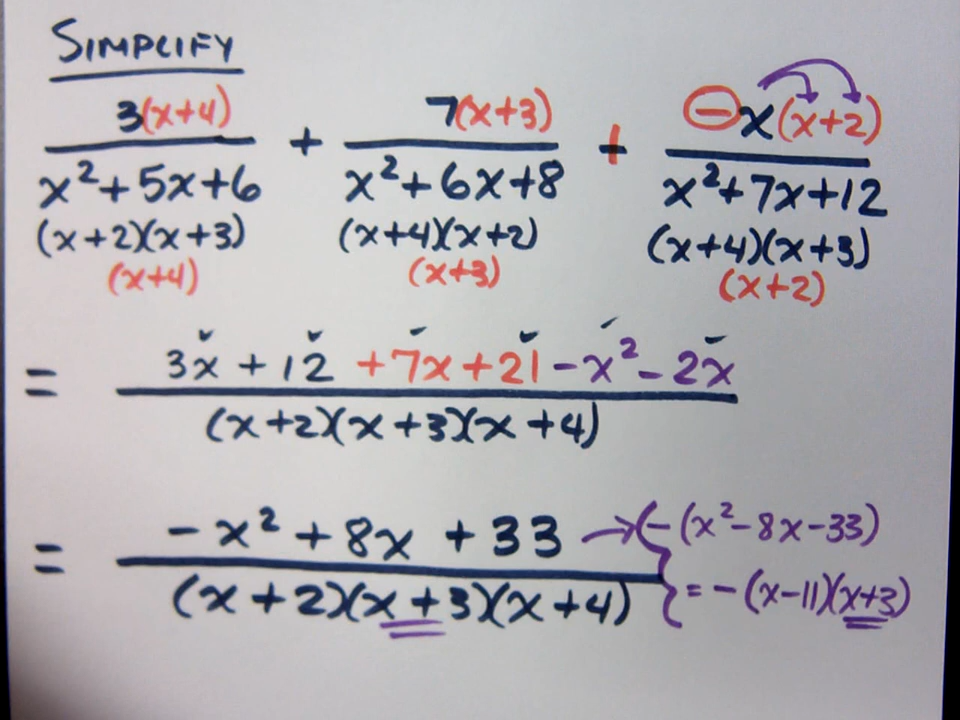 SIMPLIFY
3(x+4) + 7(x+3) + -x(x+2)
x²+5x+6 x²+6x+8 x²+7x+12
(x+2)(x+3) (x+4)(x+2) (x+4)(x+3)
(x+4) (x+3) (x+2)
= 3x + 12 + 7x + 21 - x² - 2x
(x+2)(x+3)(x+4)
= -x² + 8x + 33 → -(x²-8x-33)
(x+2)(x+3)(x+4) = -(x-11)(x+3)